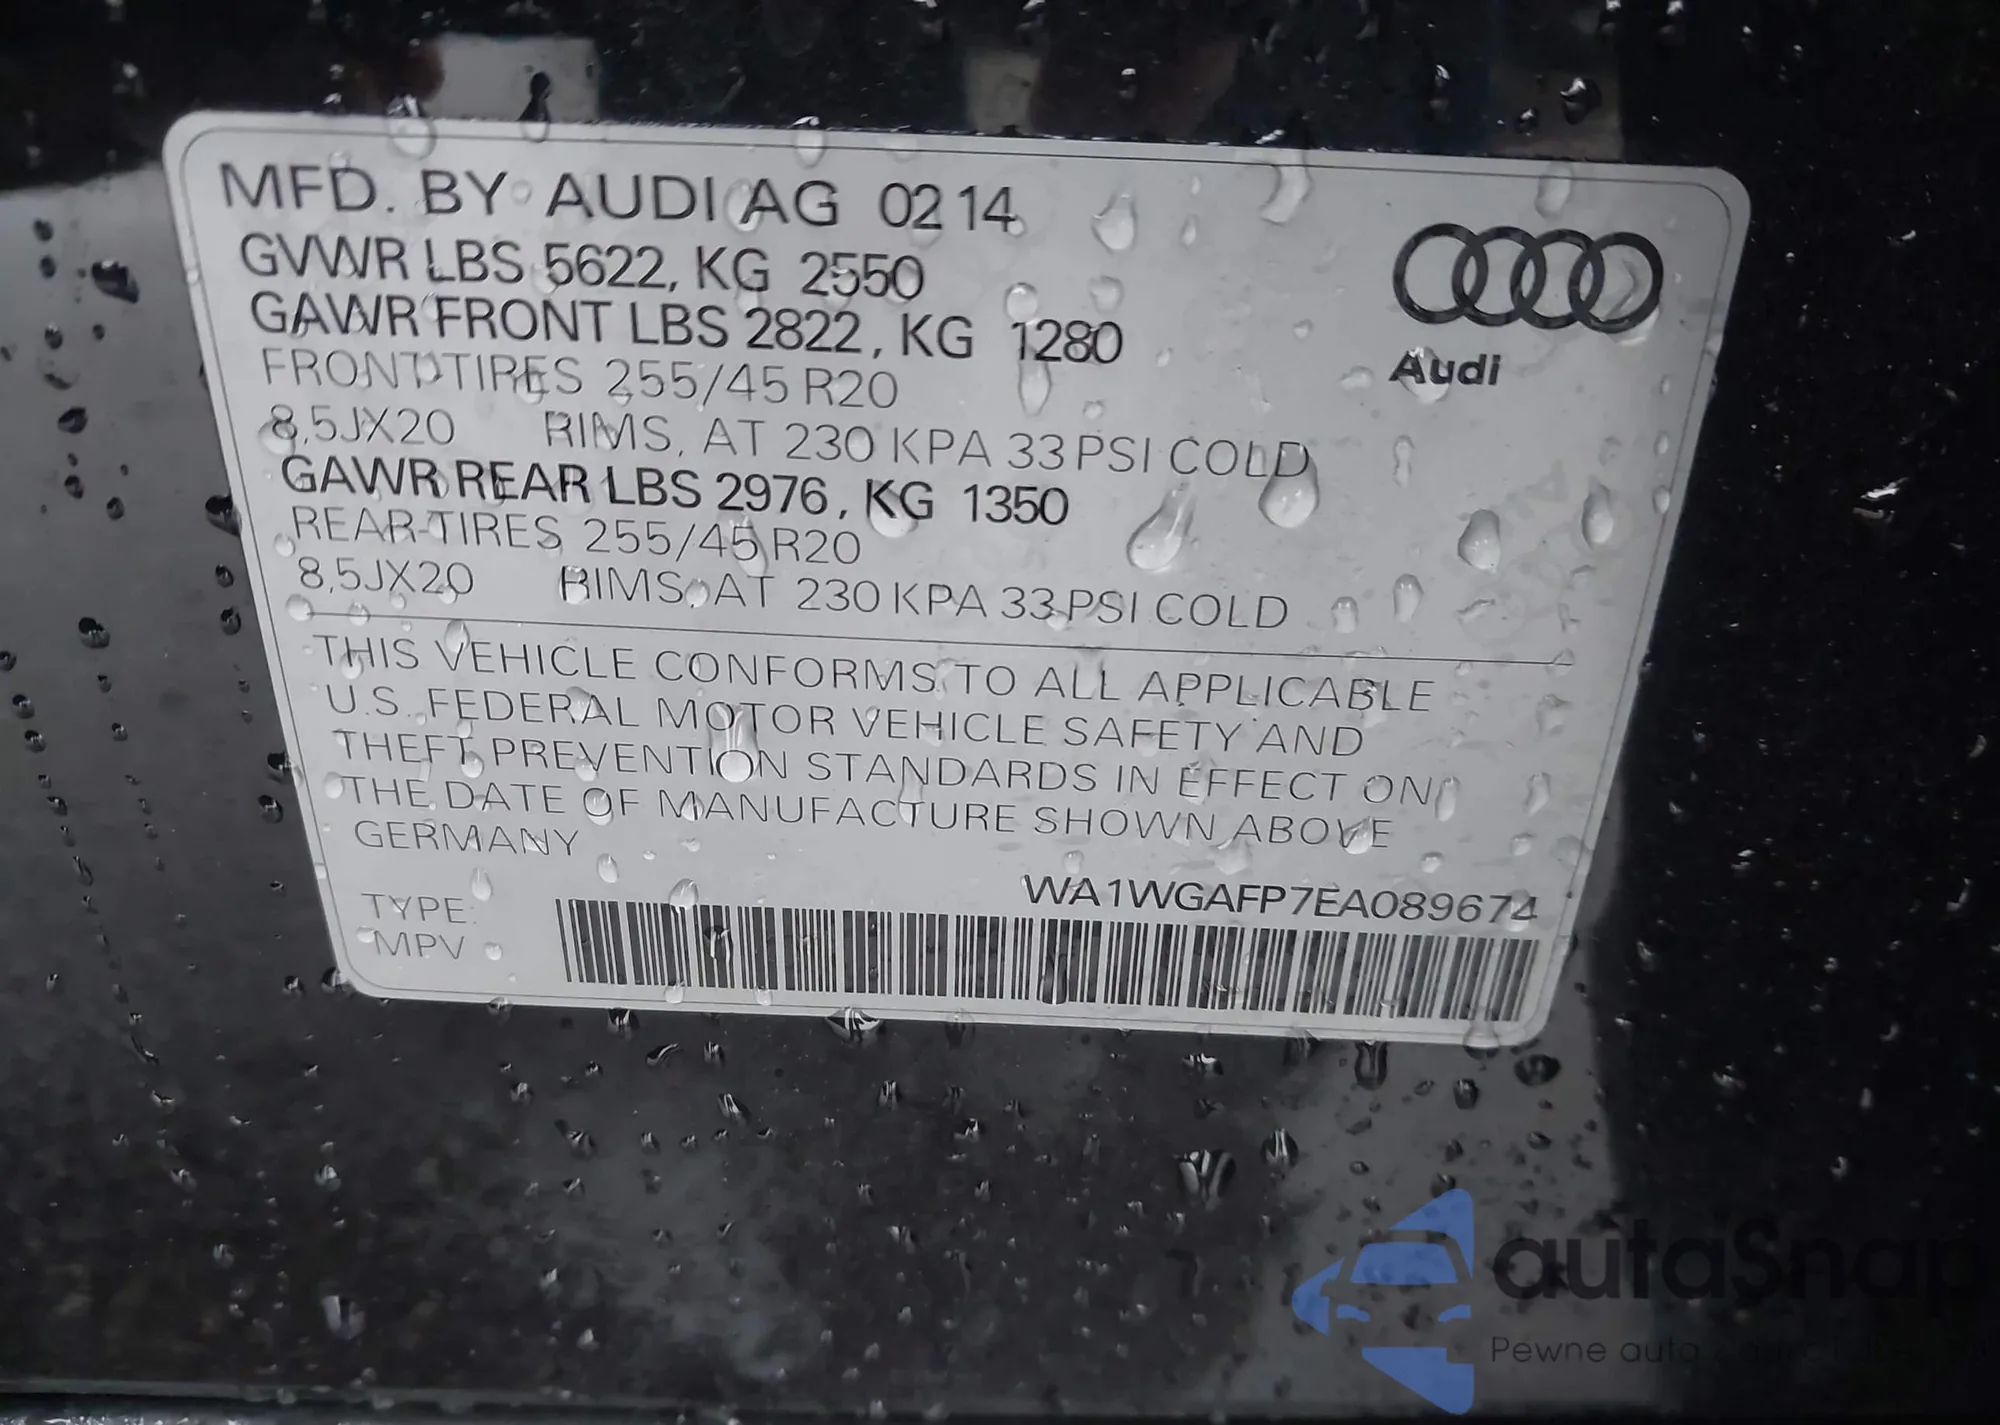 MFD. BY AUDI AG 02 14
GVWR LBS 5622, KG 2550
GAWR FRONT LBS 2822, KG 1280
FRONT-TIRES 255/45 R20
8,5JX20 RIMS, AT 230 KPA 33 PSI COLD
GAWR REAR LBS 2976, KG 1350
REAR-TIRES 255/45 R20
8,5JX20 RIMS, AT 230 KPA 33 PSI COLD
Audi
THIS VEHICLE CONFORMS TO ALL APPLICABLE
U.S. FEDERAL MOTOR VEHICLE SAFETY AND
THEFT PREVENTION STANDARDS IN EFFECT ON
THE DATE OF MANUFACTURE SHOWN ABOVE
GERMANY
WA1WGAFP7EA089674
TYPE:
MPV
autaSnap
Pewne auta